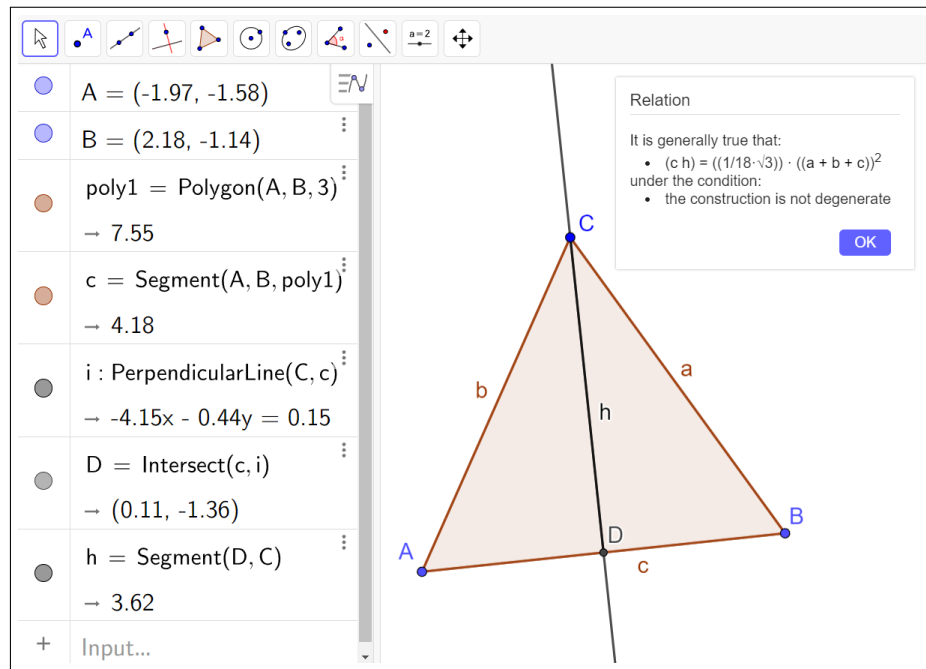 A
α
a=2
A = (-1.97, -1.58)
B = (2.18, -1.14)
poly1 = Polygon(A, B, 3)
→ 7.55
c = Segment(A, B, poly1)
→ 4.18
i : PerpendicularLine(C, c)
→ -4.15x - 0.44y = 0.15
D = Intersect(c, i)
→ (0.11, -1.36)
h = Segment(D, C)
→ 3.62
+ Input...
Relation
It is generally true that:
• (c h) = ((1/18·√3)) · ((a + b + c))²
under the condition:
• the construction is not degenerate
OK
C
b
a
h
A
D
B
c